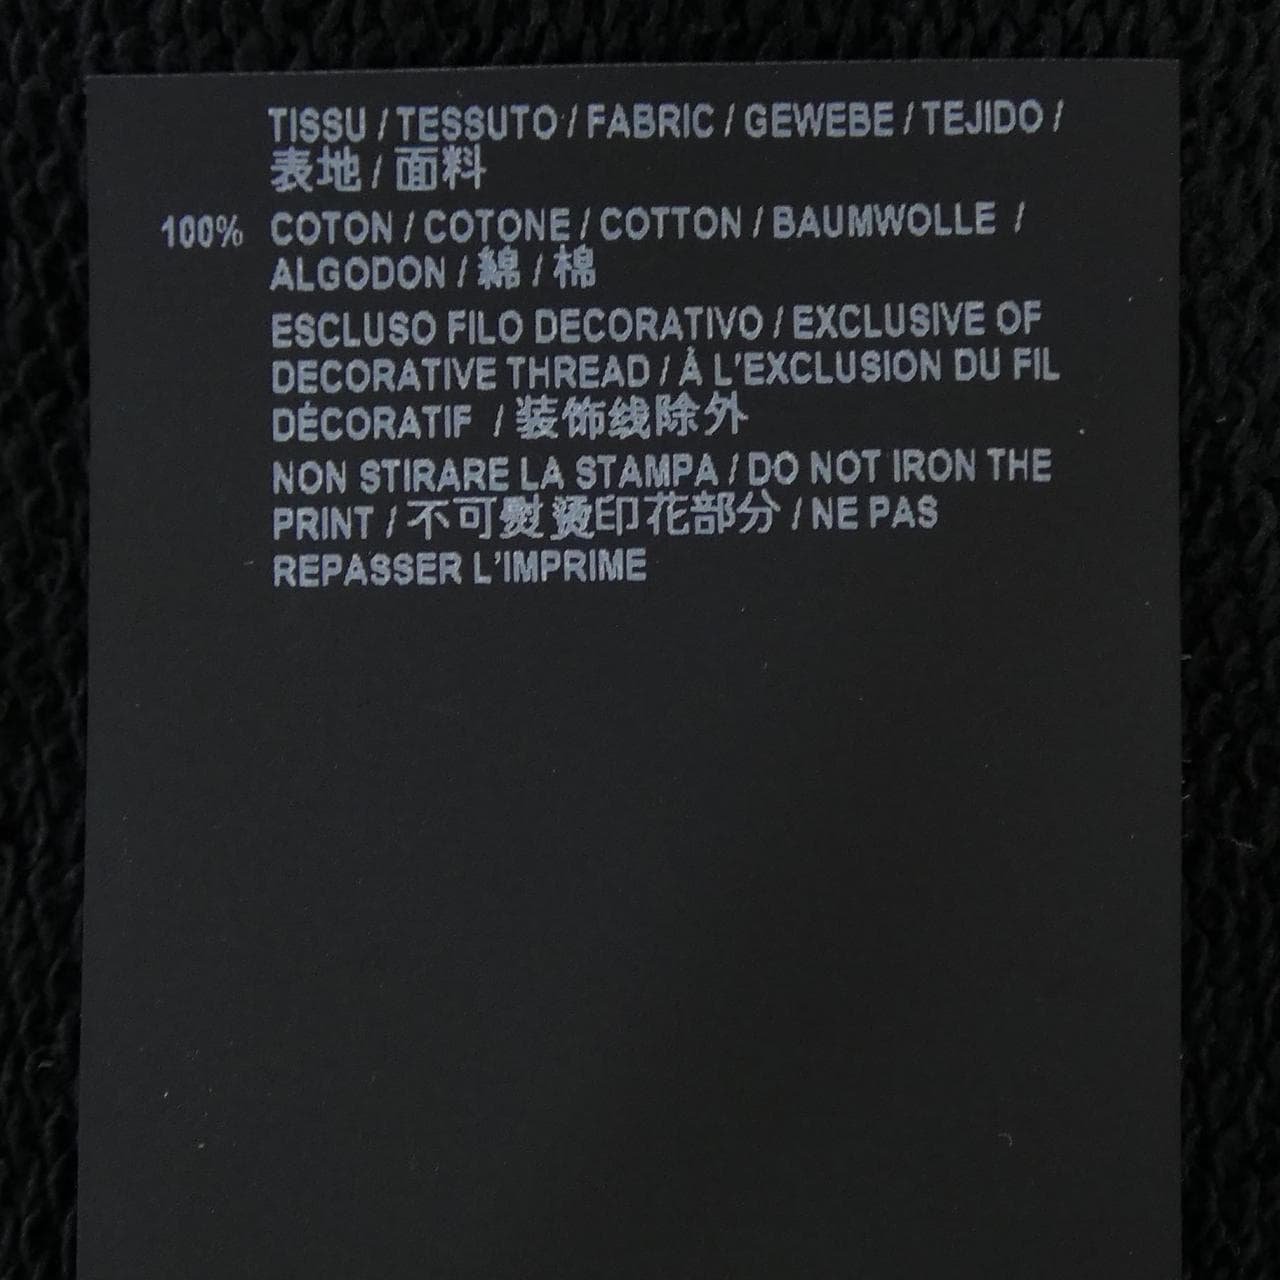 TISSU / TESSUTO / FABRIC / GEWEBE / TEJIDO /
表地 / 面料
100% COTON / COTONE / COTTON / BAUMWOLLE /
ALGODON / 綿 / 棉
ESCLUSO FILO DECORATIVO / EXCLUSIVE OF
DECORATIVE THREAD / À L'EXCLUSION DU FIL
DÉCORATIF / 装饰线除外
NON STIRARE LA STAMPA / DO NOT IRON THE
PRINT / 不可熨烫印花部分 / NE PAS
REPASSER L'IMPRIME